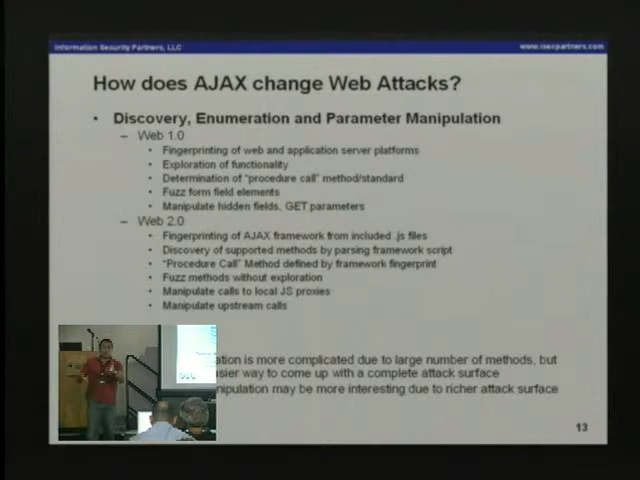 Information Security Partners, LLC
www.isecpartners.com
How does AJAX change Web Attacks?
• Discovery, Enumeration and Parameter Manipulation
– Web 1.0
• Fingerprinting of web and application server platforms
• Exploration of functionality
• Determination of "procedure call" method/standard
• Fuzz form field elements
• Manipulate hidden fields, GET parameters
– Web 2.0
• Fingerprinting of AJAX framework from included .js files
• Discovery of supported methods by parsing framework script
• "Procedure Call" Method defined by framework fingerprint
• Fuzz methods without exploration
• Manipulate calls to local JS proxies
• Manipulate upstream calls
is more complicated due to large number of methods, but
way to come up with a complete attack surface
may be more interesting due to richer attack surface
13